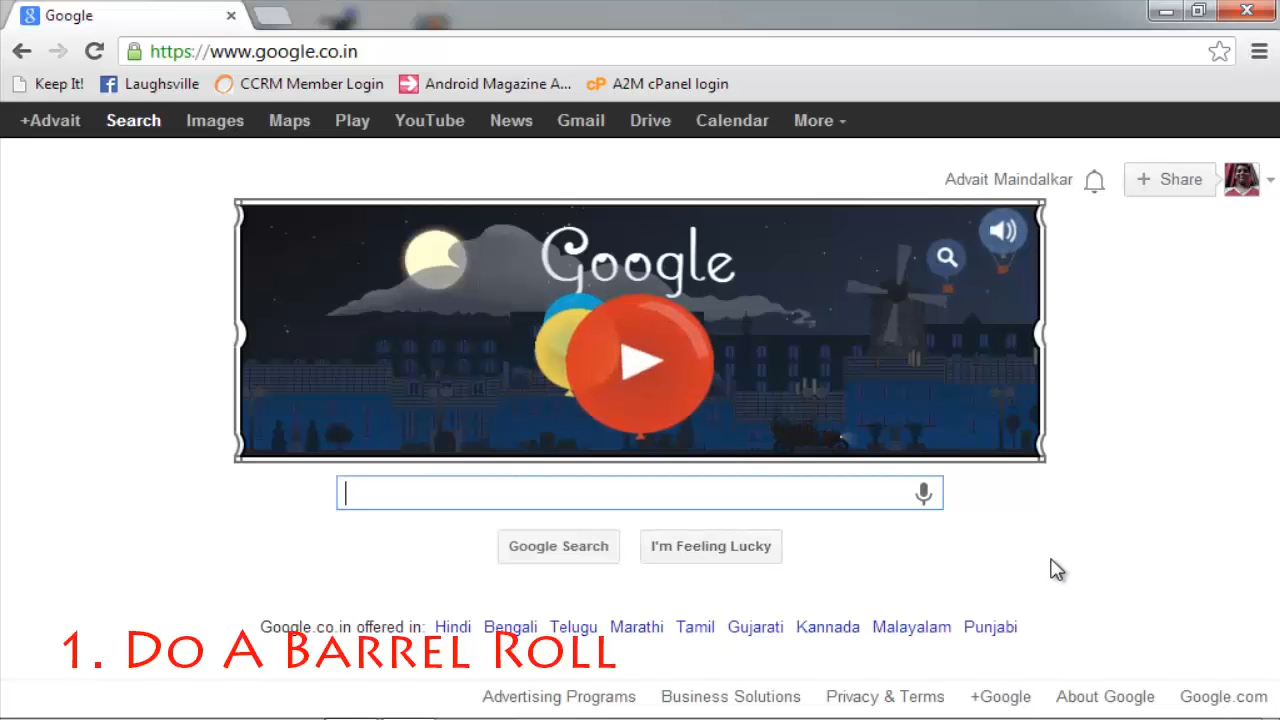 Google
https://www.google.co.in
Keep It! Laughsville CCRM Member Login Android Magazine A... cP A2M cPanel login
+Advait Search Images Maps Play YouTube News Gmail Drive Calendar More
Advait Maindalkar + Share
Google
Google Search I'm Feeling Lucky
Google.co.in offered in: Hindi Bengali Telugu Marathi Tamil Gujarati Kannada Malayalam Punjabi
1. Do A Barrel Roll
Advertising Programs Business Solutions Privacy & Terms +Google About Google Google.com